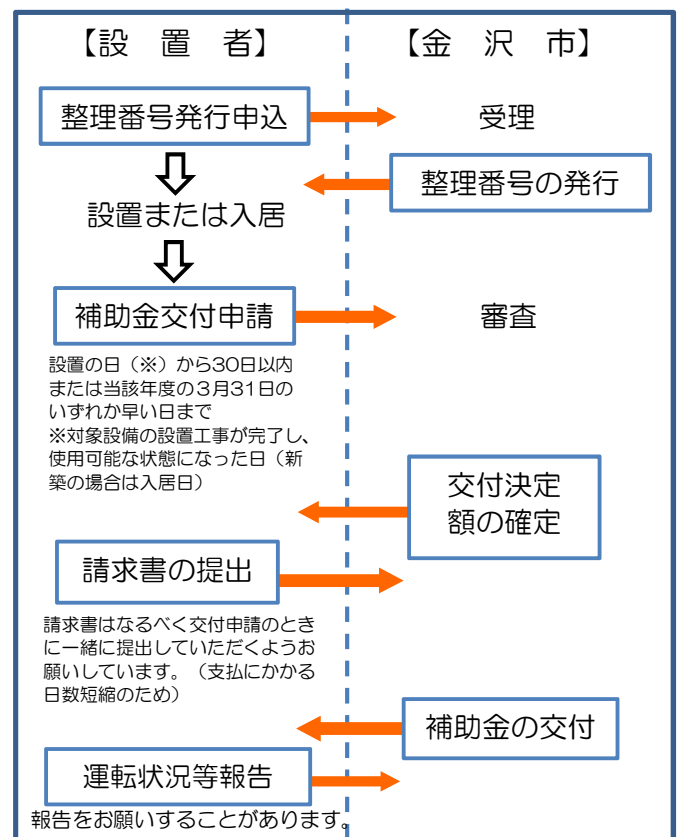 【設　置　者】
【金　沢　市】
整理番号発行申込
受理
整理番号の発行
設置または入居
補助金交付申請
審査
設置の日（※）から30日以内
または当該年度の３月31日の
いずれか早い日まで
※対象設備の設置工事が完了し、
使用可能な状態になった日（新
築の場合は入居日）
交付決定
額の確定
請求書の提出
請求書はなるべく交付申請のとき
に一緒に提出していただくようお
願いしています。（支払にかかる
日数短縮のため）
補助金の交付
運転状況等報告
報告をお願いすることがあります。